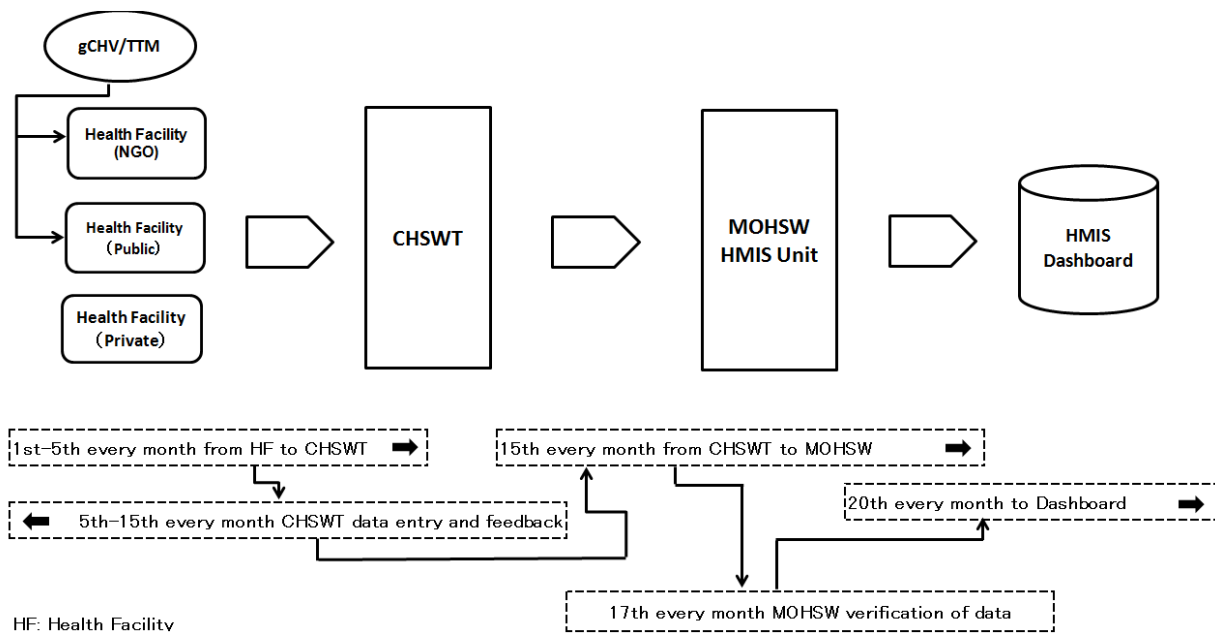 gCHV/TTM
Health Facility
(NGO)
Health Facility
(Public)
Health Facility
(Private)
CHSWT
MOHSW
HMIS Unit
HMIS
Dashboard
1st-5th every month from HF to CHSWT
15th every month from CHSWT to MOHSW
5th-15th every month CHSWT data entry and feedback
20th every month to Dashboard
17th every month MOHSW verification of data
HF: Health Facility